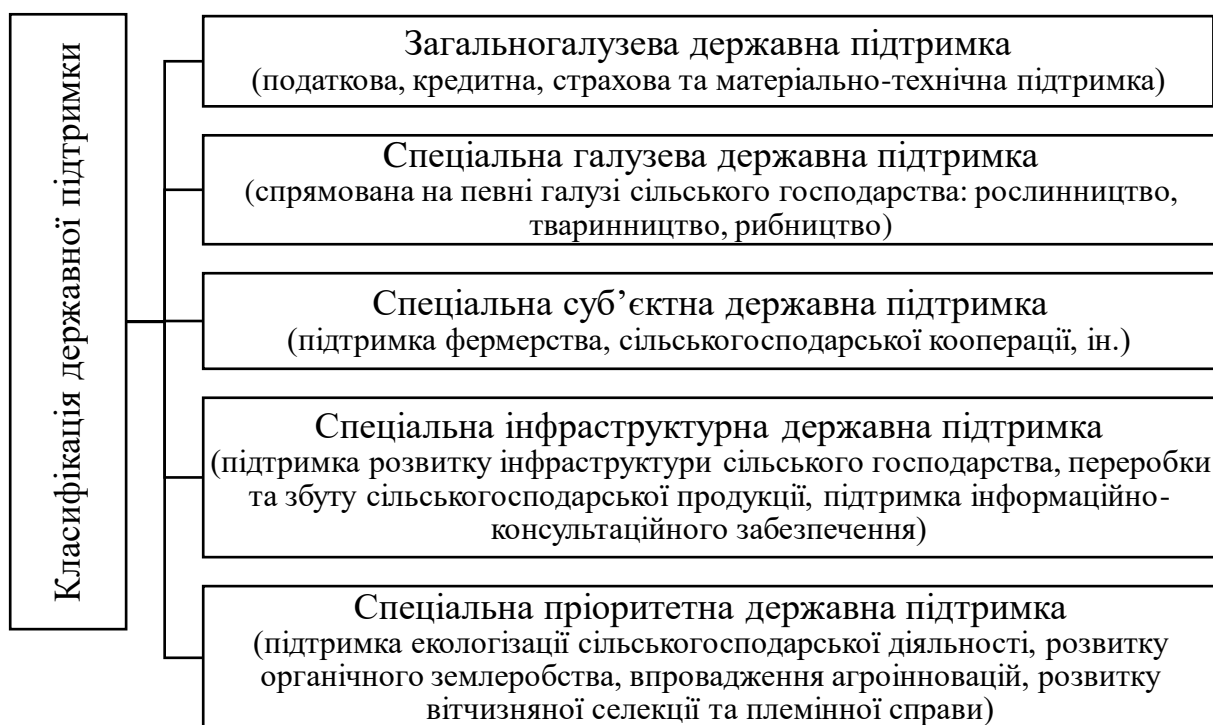 Класифікація державної підтримки
Загальногалузева державна підтримка
(податкова, кредитна, страхова та матеріально-технічна підтримка)
Спеціальна галузева державна підтримка
(спрямована на певні галузі сільського господарства: рослинництво,
тваринництво, рибництво)
Спеціальна суб’єктна державна підтримка
(підтримка фермерства, сільськогосподарської кооперації, ін.)
Спеціальна інфраструктурна державна підтримка
(підтримка розвитку інфраструктури сільського господарства, переробки
та збуту сільськогосподарської продукції, підтримка інформаційно-
консультаційного забезпечення)
Спеціальна пріоритетна державна підтримка
(підтримка екологізації сільськогосподарської діяльності, розвитку
органічного землеробства, впровадження агроінновацій, розвитку
вітчизняної селекції та племінної справи)